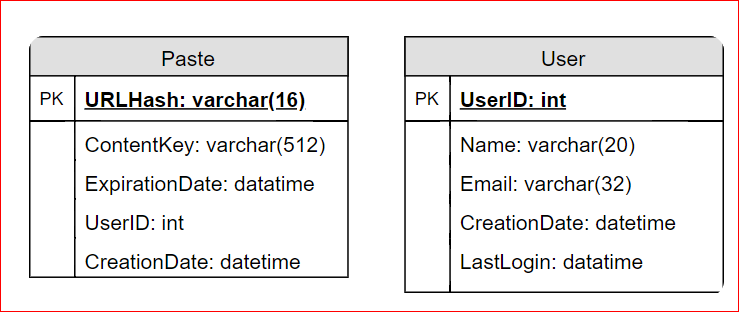 Paste
PK URLHash: varchar(16)
ContentKey: varchar(512)
ExpirationDate: datatime
UserID: int
CreationDate: datetime
User
PK UserID: int
Name: varchar(20)
Email: varchar(32)
CreationDate: datetime
LastLogin: datatime